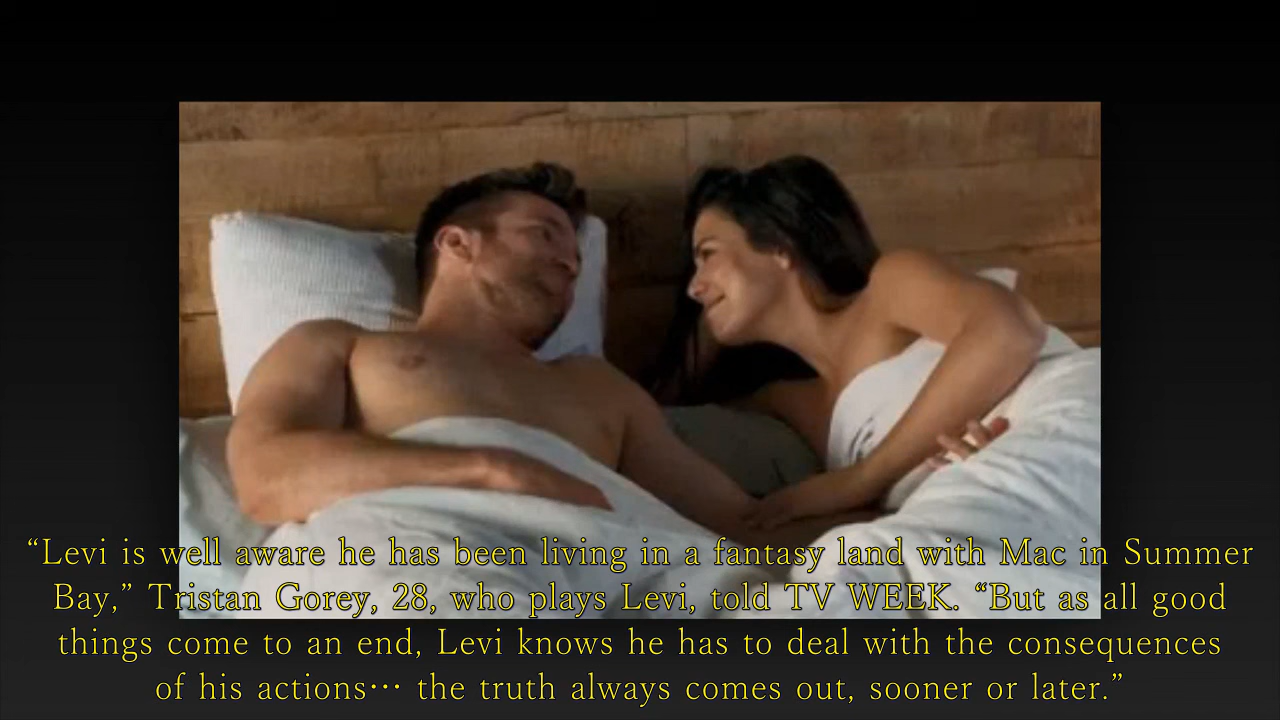 “Levi is well aware he has been living in a fantasy land with Mac in Summer
Bay,” Tristan Gorey, 28, who plays Levi, told TV WEEK. “But as all good
things come to an end, Levi knows he has to deal with the consequences
of his actions… the truth always comes out, sooner or later.”